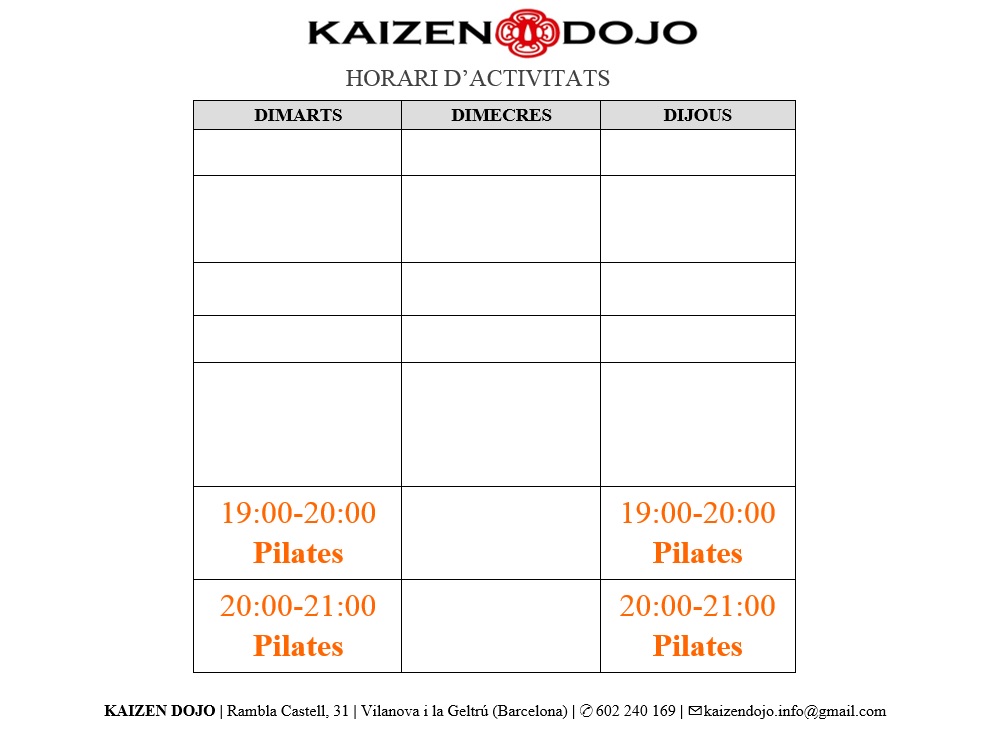 KAIZEN DOJO
HORARI D’ACTIVITATS
DIMARTS DIMECRES DIJOUS
19:00-20:00 19:00-20:00
Pilates Pilates
20:00-21:00 20:00-21:00
Pilates Pilates
KAIZEN DOJO | Rambla Castell, 31 | Vilanova i la Geltrú (Barcelona) | ✆ 602 240 169 | ✉kaizendojo.info@gmail.com